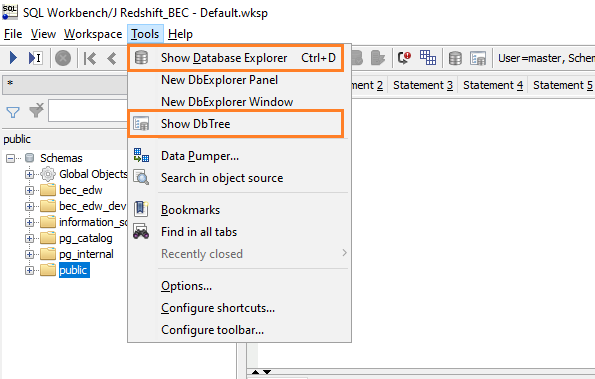 SQL Workbench/J Redshift_BEC - Default.wksp
File View Workspace Tools Help
Show Database Explorer Ctrl+D
User=master, Schem
New DbExplorer Panel
*
Statement 2 Statement 3 Statement 4
New DbExplorer Window
Show DbTree
public
Schemas
Data Pumper...
Global Objects
Search in object source
bec_edw
bec_edw_dev
Bookmarks
information_sc
Find in all tabs
pg_catalog
Recently closed
pg_internal
public
Options...
Configure shortcuts...
Configure toolbar...